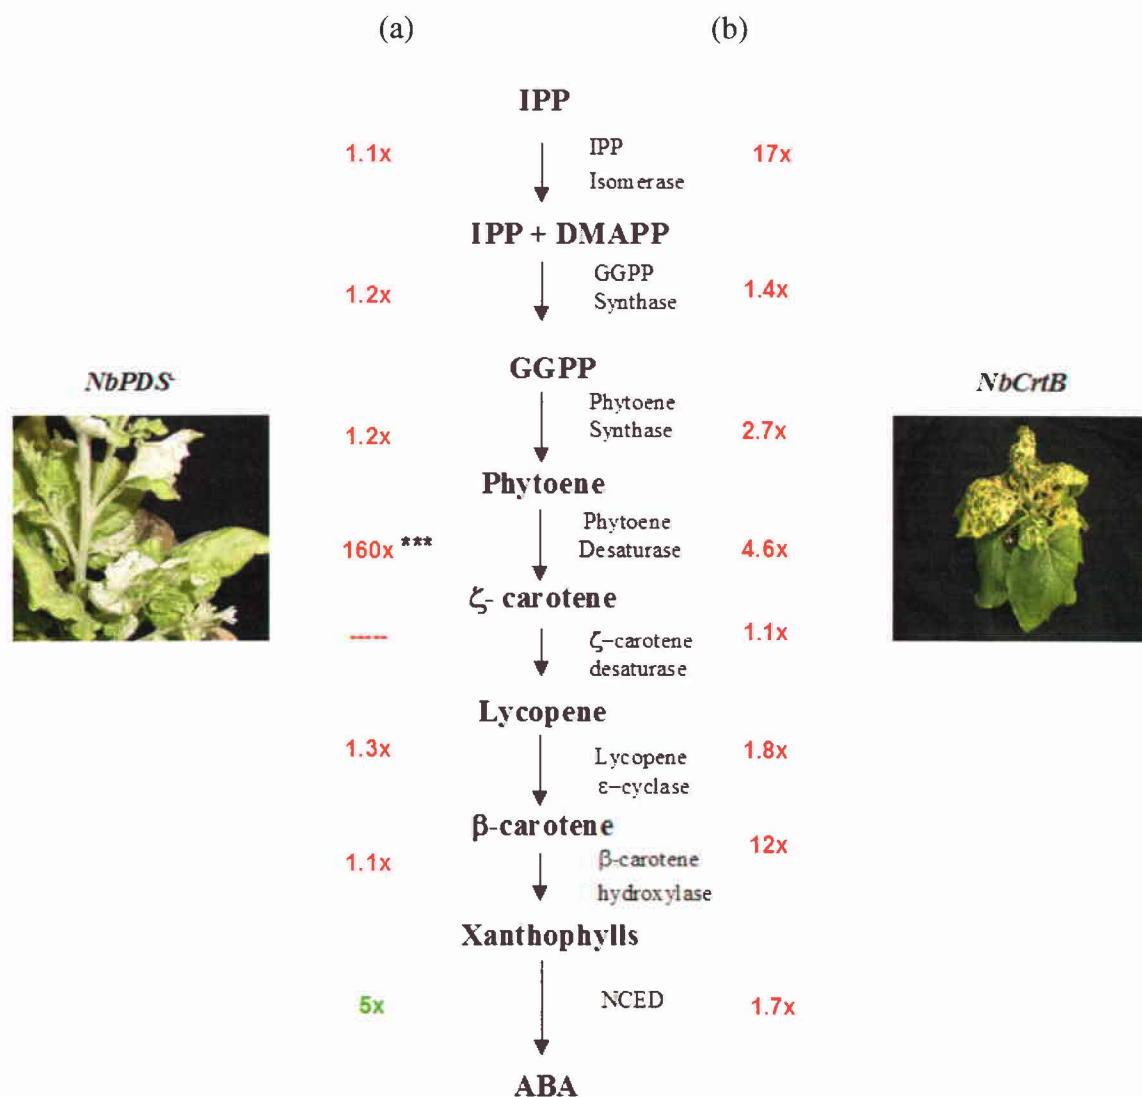 (a) (b)
IPP
1.1x IPP 17x
Isomerase
IPP + DMAPP
1.2x GGPP 1.4x
Synthase
NbPDS- GGPP NbCrtB
1.2x Phytoene 2.7x
Synthase
Phytoene
160x *** Phytoene 4.6x
Desaturase
ζ- carotene
----- ζ–carotene 1.1x
desaturase
Lycopene
1.3x Lycopene 1.8x
ε–cyclase
β-carotene
1.1x β-carotene 12x
hydroxylase
Xanthophylls
5x NCED 1.7x
ABA